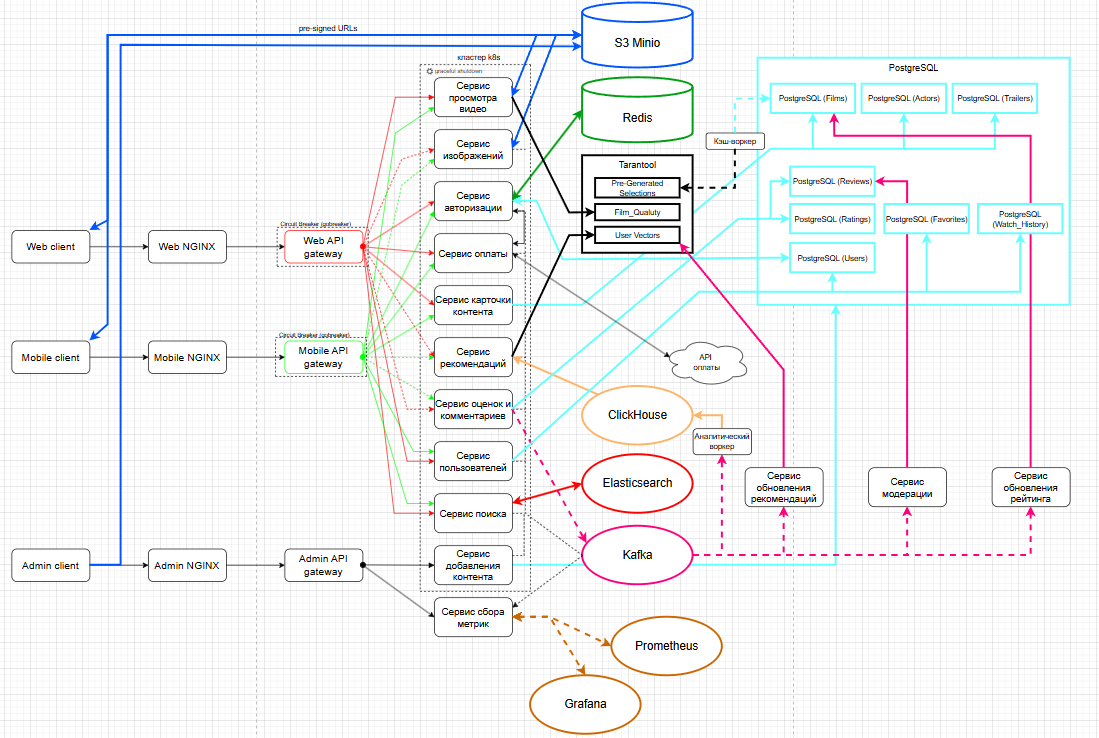 pre-signed URLs
S3 Minio
кластер k8s
graceful shutdown
PostgreSQL
Сервис
просмотра
видео
PostgreSQL (Films)
PostgreSQL (Actors)
PostgreSQL (Trailers)
Redis
Сервис
изображений
Кэш-воркер
Tarantool
Pre-Generated
Selections
PostgreSQL (Reviews)
Сервис
авторизации
Film_Qualuty
PostgreSQL (Ratings)
PostgreSQL (Favorites)
PostgreSQL
(Watch_History)
Circuit Breaker (gobreaker)
User Vectors
Web client
Web NGINX
Web API
gateway
Сервис оплаты
PostgreSQL (Users)
Сервис карточки
контента
Circuit Breaker (gobreaker)
Mobile client
Mobile NGINX
Mobile API
gateway
Сервис
рекомендаций
API
оплаты
Сервис оценок и
комментариев
ClickHouse
Аналитический
воркер
Сервис
пользователей
Elasticsearch
Сервис
обновления
рекомендаций
Сервис
модерации
Сервис
обновления
рейтинга
Сервис поиска
Kafka
Admin client
Admin NGINX
Admin API
gateway
Сервис
добавления
контента
Сервис сбора
метрик
Prometheus
Grafana